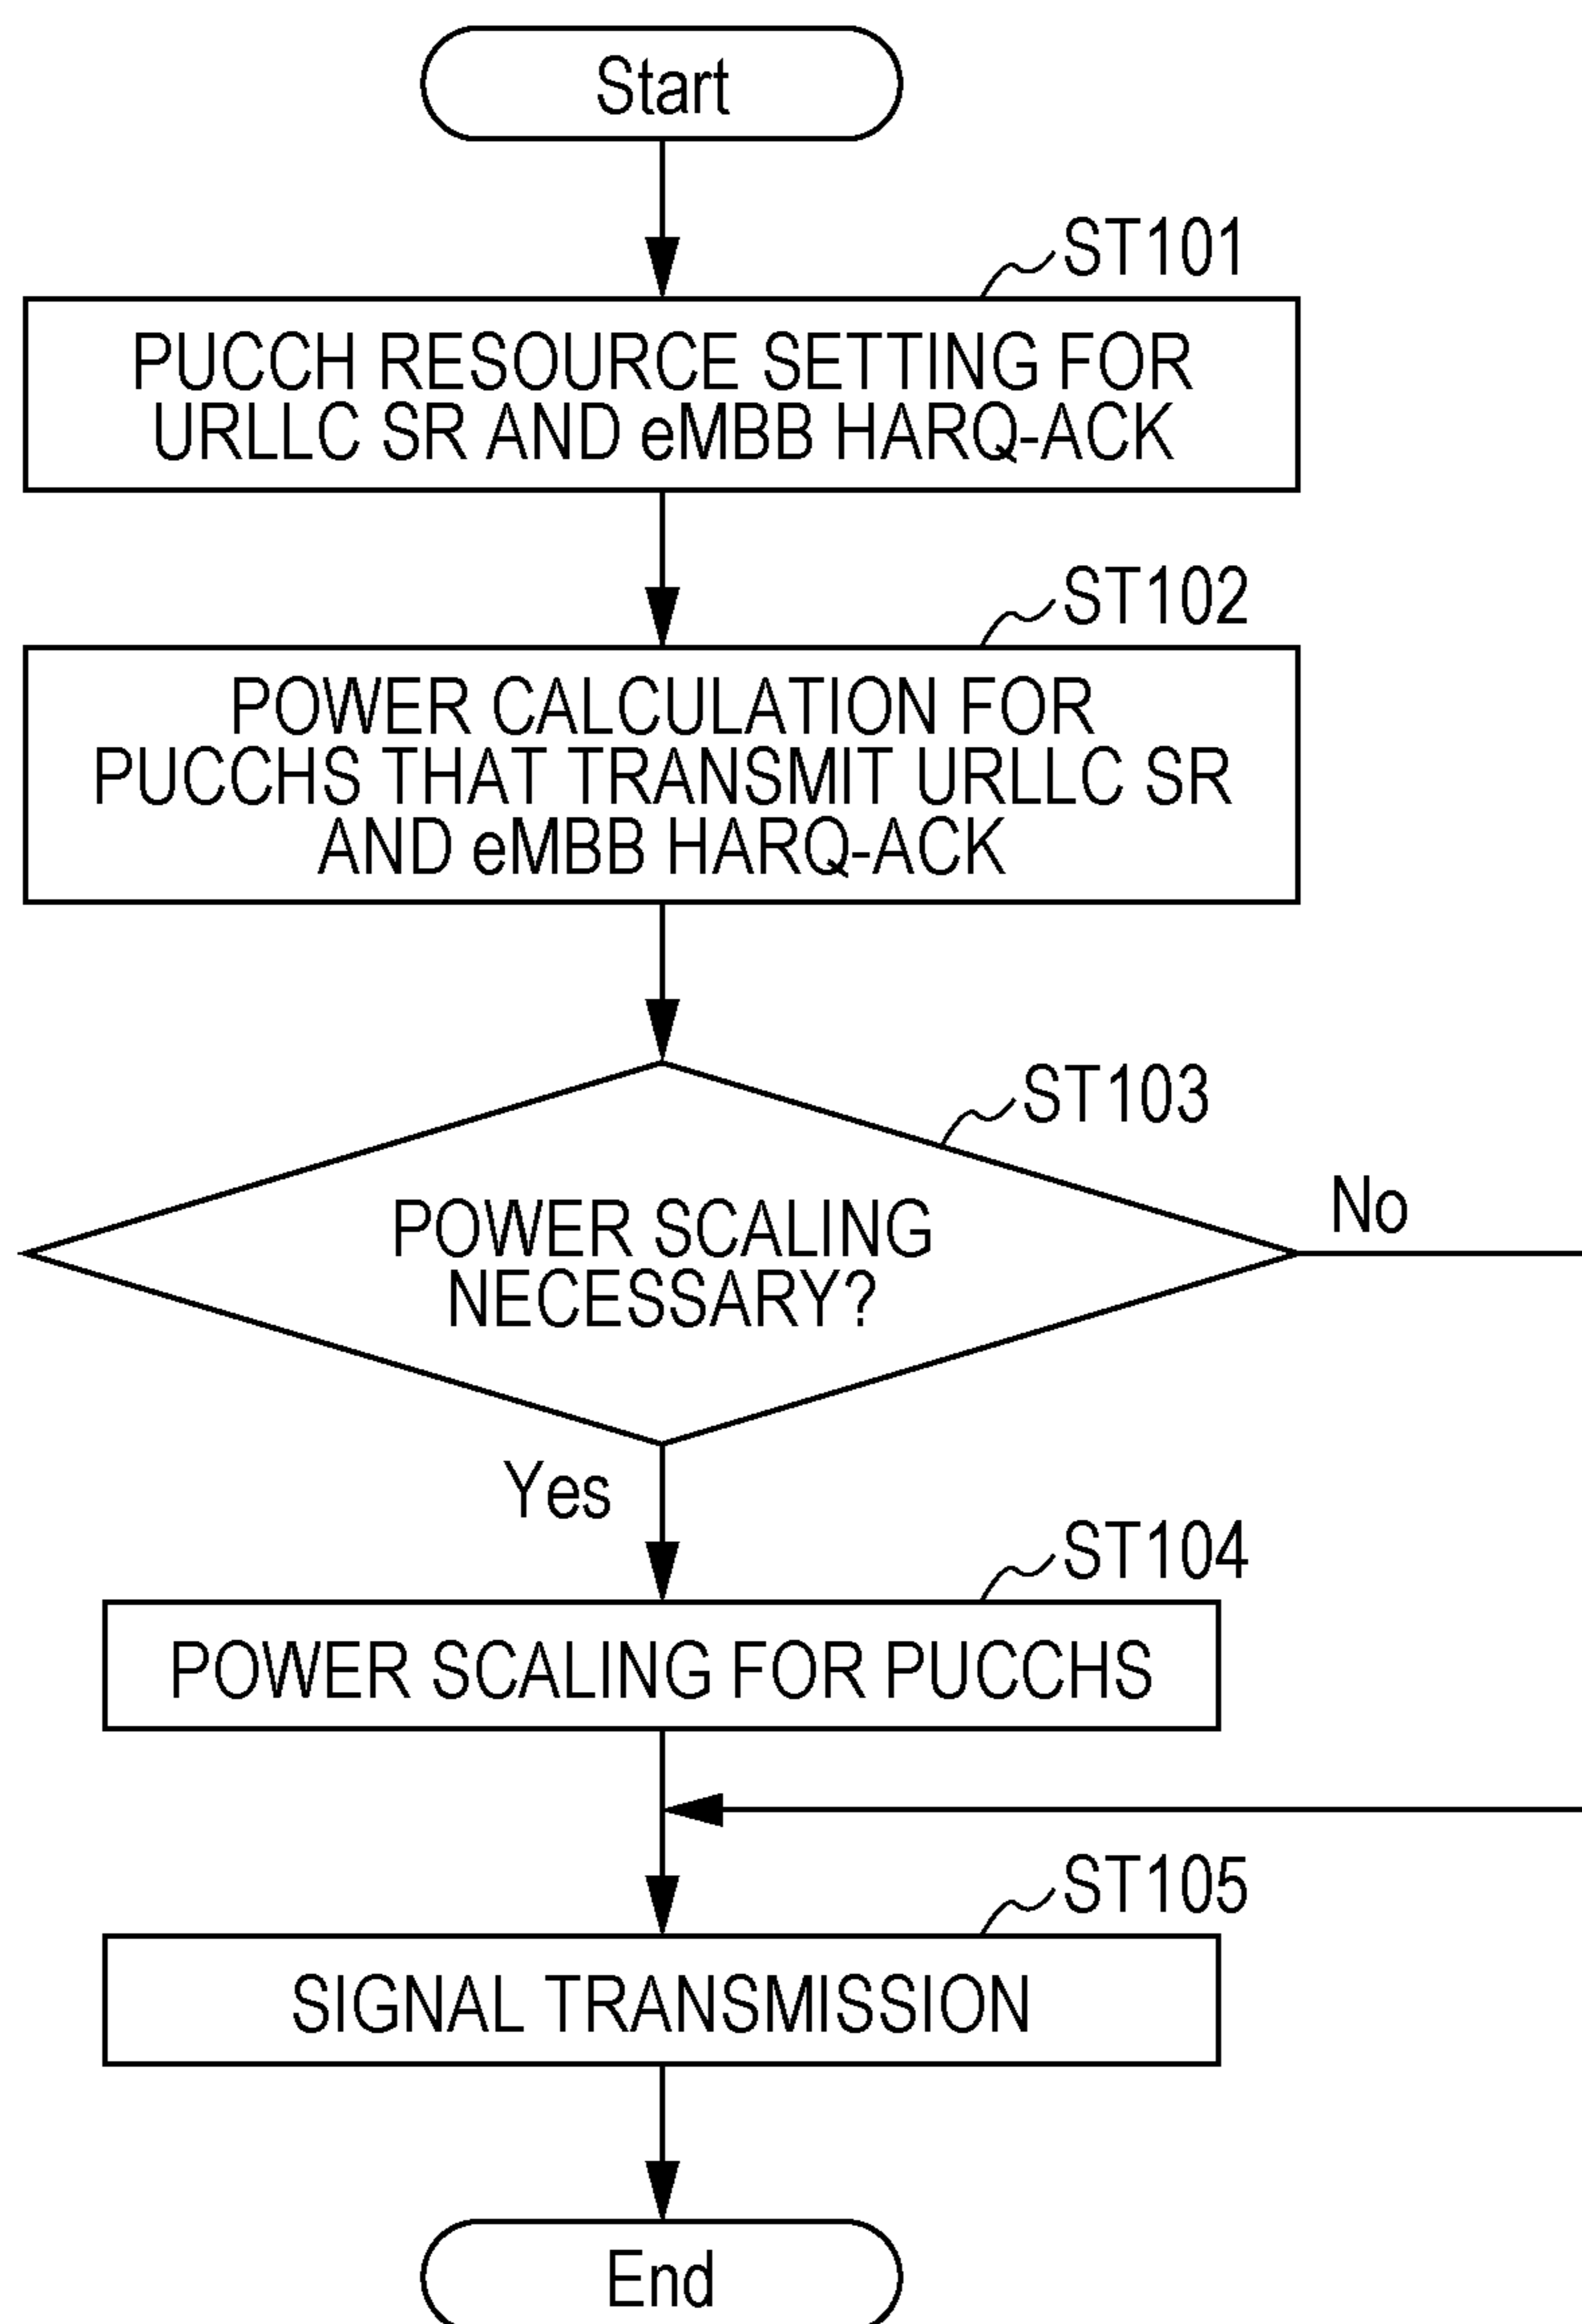 Start
ST101
PUCCH RESOURCE SETTING FOR
URLLC SR AND eMBB HARQ-ACK
ST102
POWER CALCULATION FOR
PUCCHS THAT TRANSMIT URLLC SR
AND eMBB HARQ-ACK
ST103
POWER SCALING
NECESSARY?
No
Yes
ST104
POWER SCALING FOR PUCCHS
ST105
SIGNAL TRANSMISSION
End